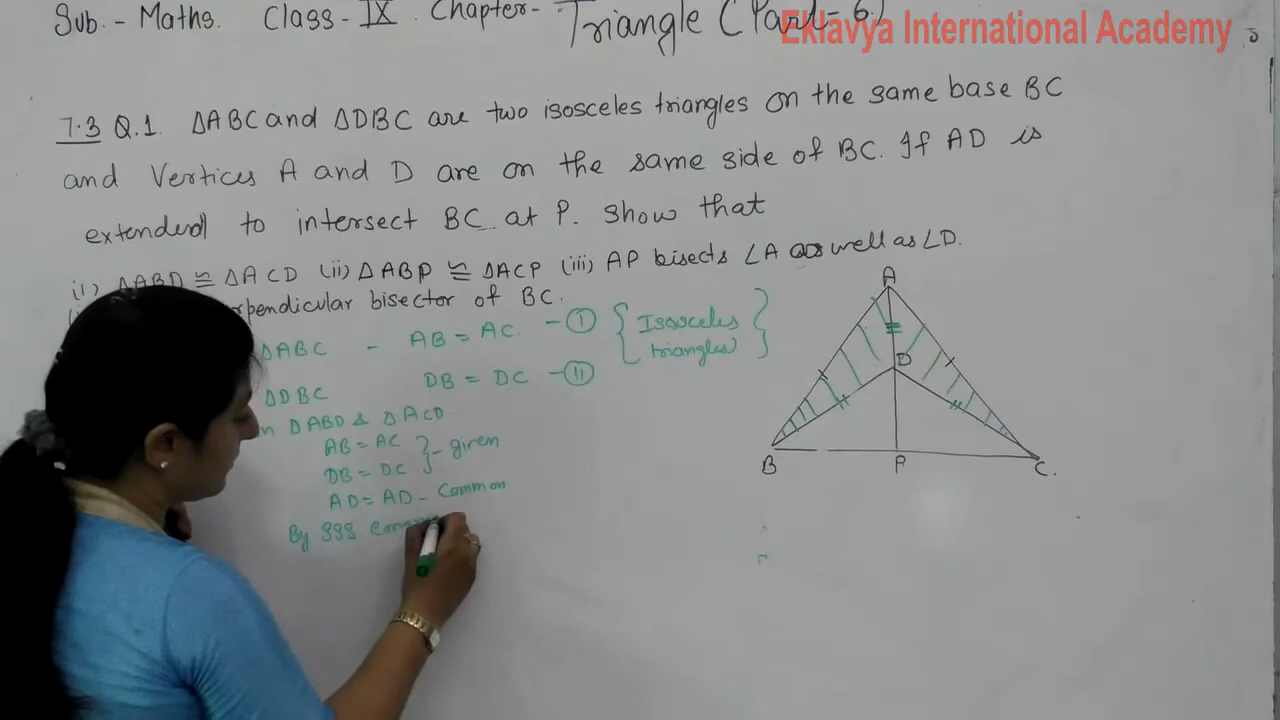 Sub. - Maths. Class - IX. Chapter - Triangle (Part - 6)
Eklavya International Academy
7.3 Q.1. ΔABC and ΔDBC are two isosceles triangles on the same base BC
and Vertices A and D are on the same side of BC. If AD is
extended to intersect BC at P. Show that
(i) ΔABD ≅ ΔACD (ii) ΔABP ≅ ΔACP (iii) AP bisects ∠A as well as ∠D.
bisector of BC.
ΔABC - AB = AC. - I { Isosceles
ΔDBC DB = DC - II triangles }
ΔABD & ΔACD
AB = AC } - given
DB = DC
AD = AD - Common
By SSS
A
D
B
P
C.